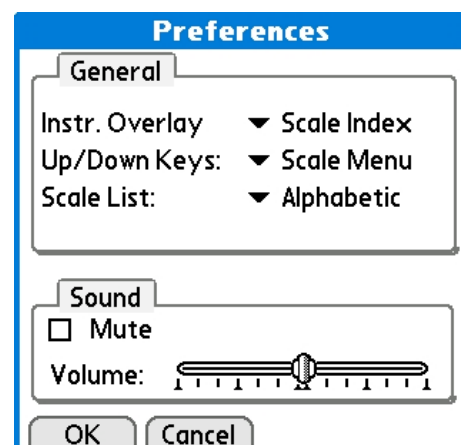 Preferences
General
Instr. Overlay Scale Index
Up/Down Keys: Scale Menu
Scale List: Alphabetic
Sound
Mute
Volume:
OK Cancel